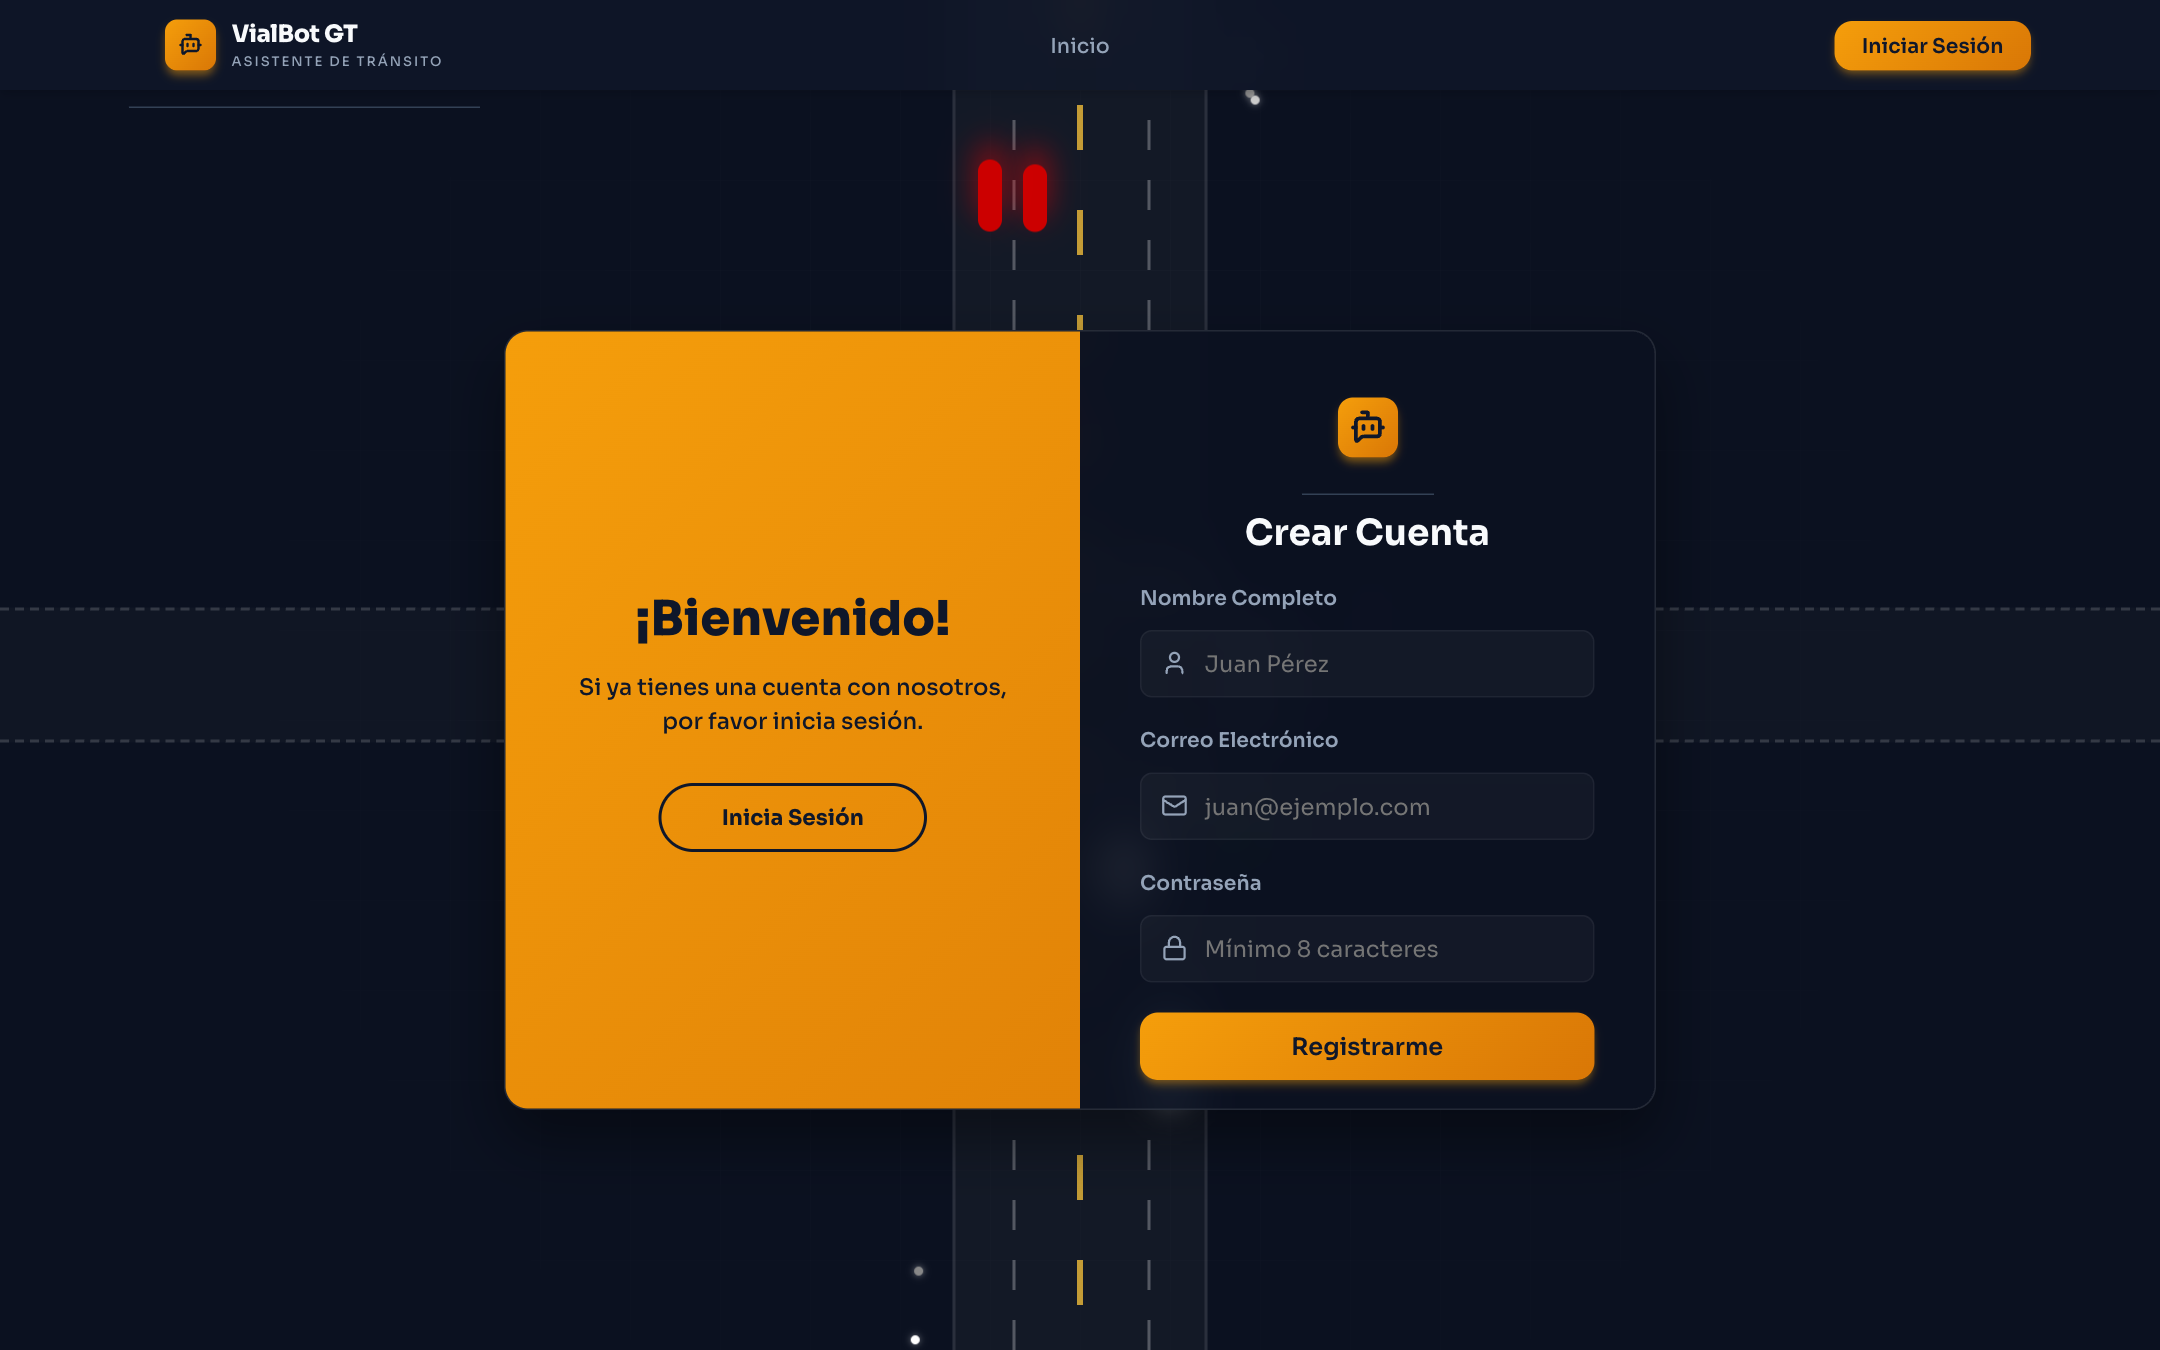 VialBot GT
ASISTENTE DE TRÁNSITO
Inicio
Iniciar Sesión
¡Bienvenido!
Si ya tienes una cuenta con nosotros,
por favor inicia sesión.
Inicia Sesión
Crear Cuenta
Nombre Completo
Juan Pérez
Correo Electrónico
juan@ejemplo.com
Contraseña
Mínimo 8 caracteres
Registrarme